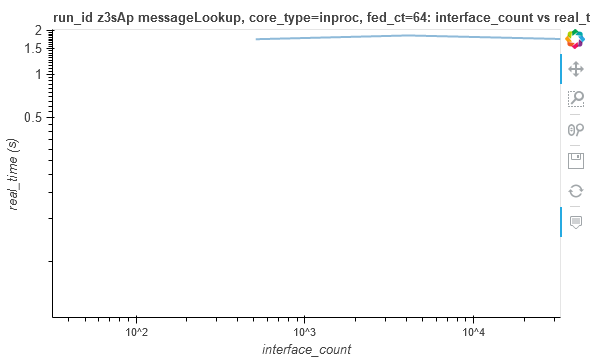 run_id z3sAp messageLookup, core_type=inproc, fed_ct=64: interface_count vs real_t
2
1.5
1
0.5
real_time (s)
10^2
10^3
10^4
interface_count